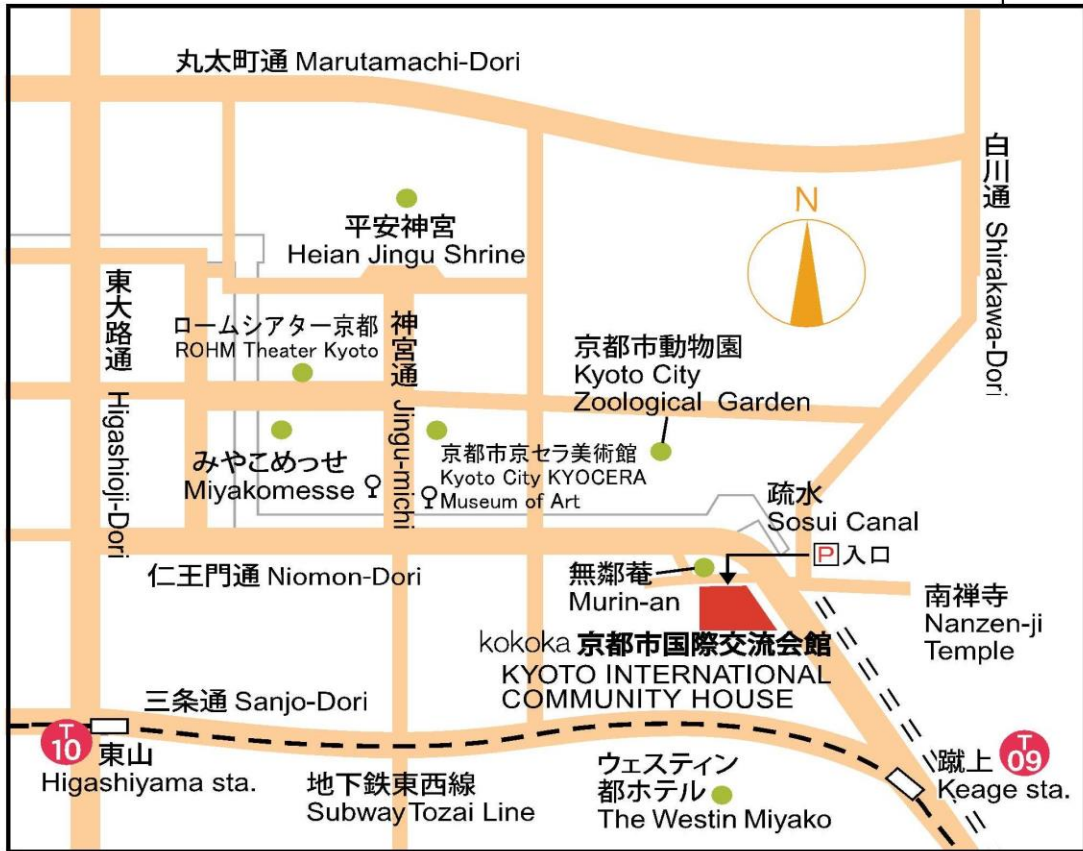 丸太町通 Marutamachi-Dori
白川通 Shirakawa-Dori
N
平安神宮
Heian Jingu Shrine
東大路通 Higashioji-Dori
ロームシアター京都
ROHM Theater Kyoto
神宮通 Jingu-michi
京都市動物園
Kyoto City
Zoological Garden
みやこめっせ
Miyakomesse
京都市京セラ美術館
Kyoto City KYOCERA
Museum of Art
疏水
Sosui Canal
P入口
仁王門通 Niomon-Dori
無鄰菴
Murin-an
南禅寺
Nanzen-ji
Temple
kokoka 京都市国際交流会館
KYOTO INTERNATIONAL
COMMUNITY HOUSE
三条通 Sanjo-Dori
T
10
東山
Higashiyama sta.
地下鉄東西線
Subway Tozai Line
ウェスティン
都ホテル
The Westin Miyako
蹴上
Keage sta.
T
09